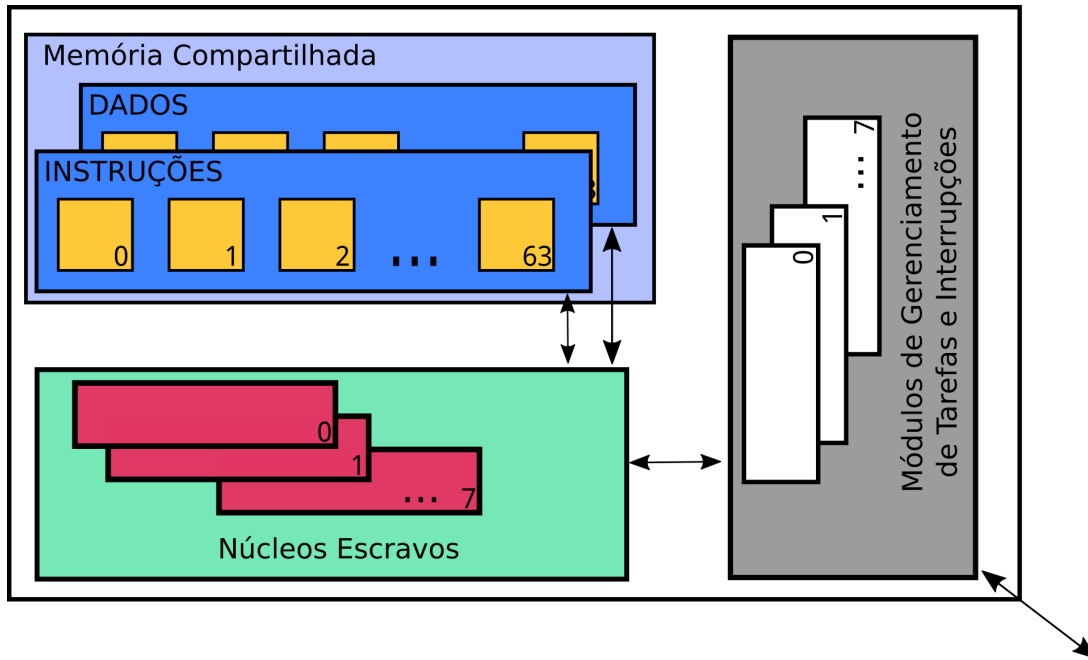 Memória Compartilhada
DADOS
INSTRUÇÕES
0 1 2 ... 63
0
1
... 7
Núcleos Escravos
0
1
... 7
Módulos de Gerenciamento
de Tarefas e Interrupções